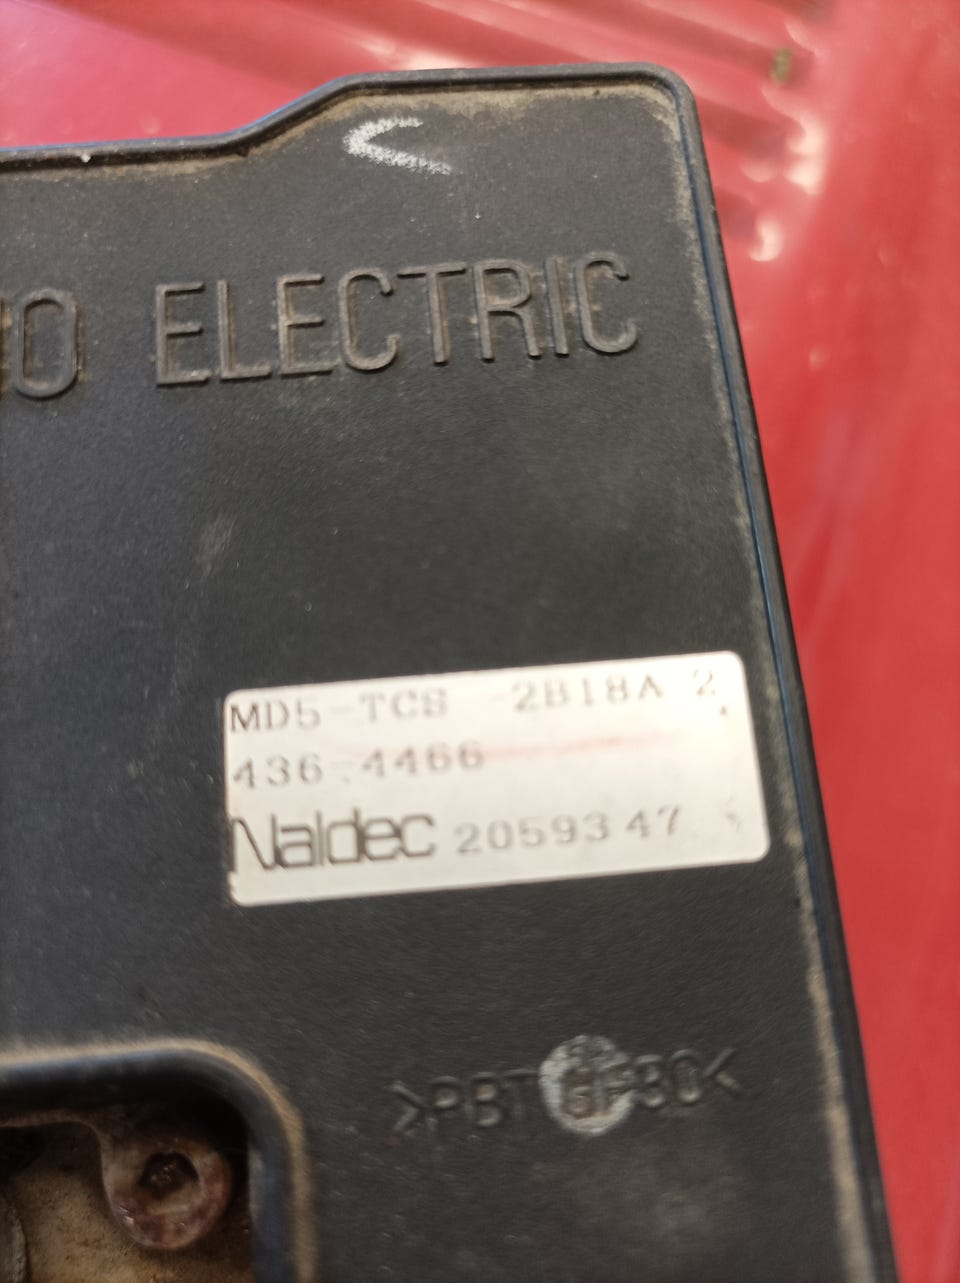 ELECTRIC
MD5-TCS -2B18A 2
436-4466
Naldec 2059347
>PBT GF30<